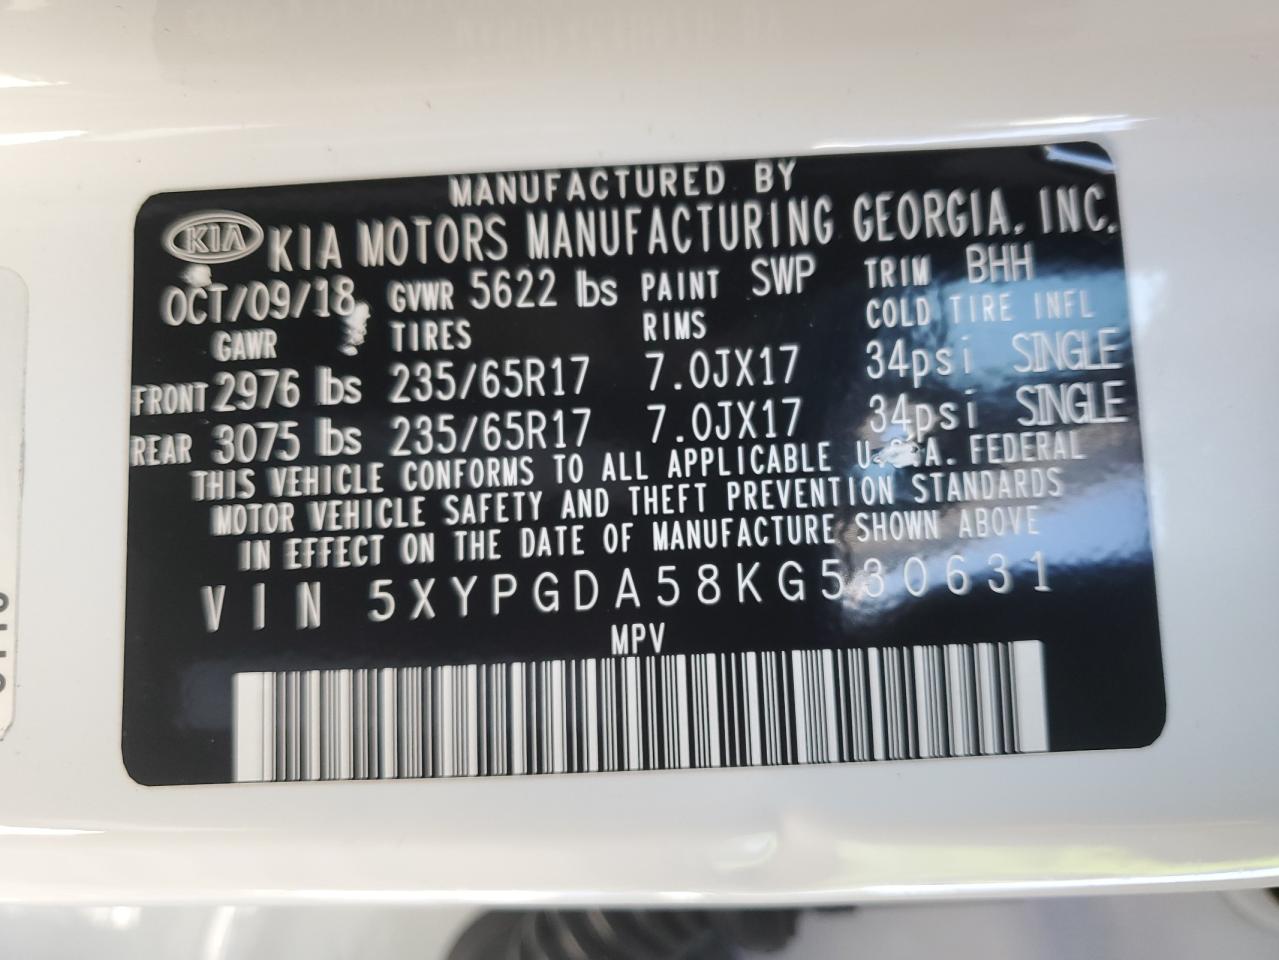 MANUFACTURED BY
KIA KIA MOTORS MANUFACTURING GEORGIA, INC.
OCT/09/18 GVWR 5622 lbs PAINT SWP TRIM BHH
GAWR TIRES RIMS COLD TIRE INFL
FRONT 2976 lbs 235/65R17 7.0JX17 34psi SINGLE
REAR 3075 lbs 235/65R17 7.0JX17 34psi SINGLE
THIS VEHICLE CONFORMS TO ALL APPLICABLE U.S.A. FEDERAL
MOTOR VEHICLE SAFETY AND THEFT PREVENTION STANDARDS
IN EFFECT ON THE DATE OF MANUFACTURE SHOWN ABOVE
VIN 5XYPGDA58KG530631
MPV